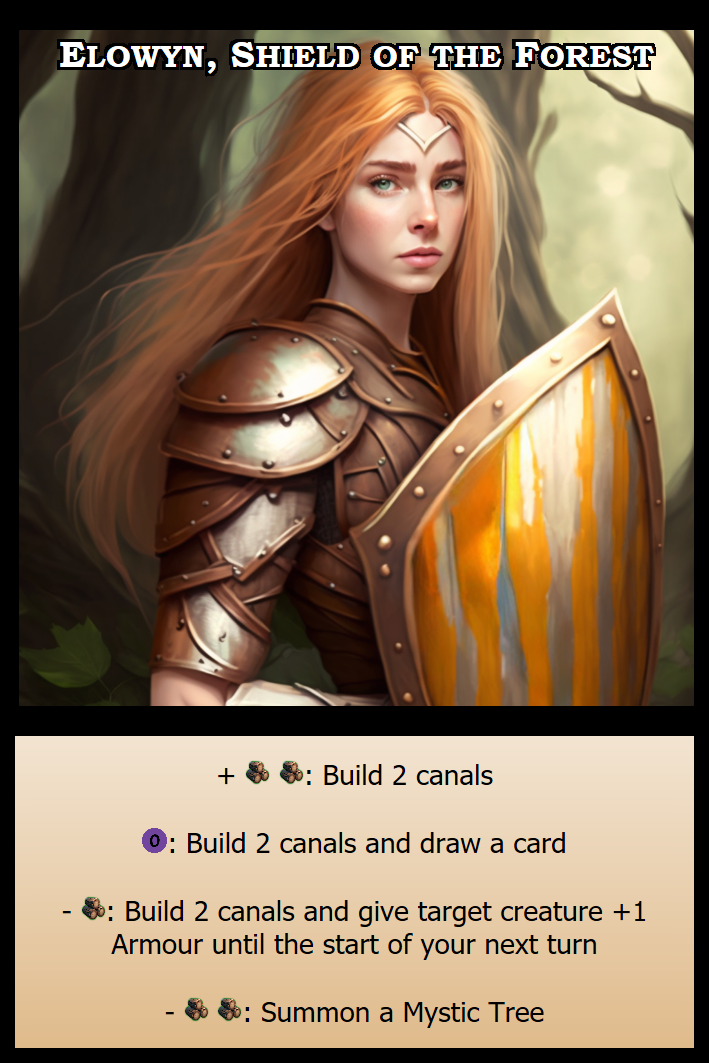 Elowyn, Shield of the Forest
+ : Build 2 canals
0: Build 2 canals and draw a card
- : Build 2 canals and give target creature +1
Armour until the start of your next turn
- : Summon a Mystic Tree